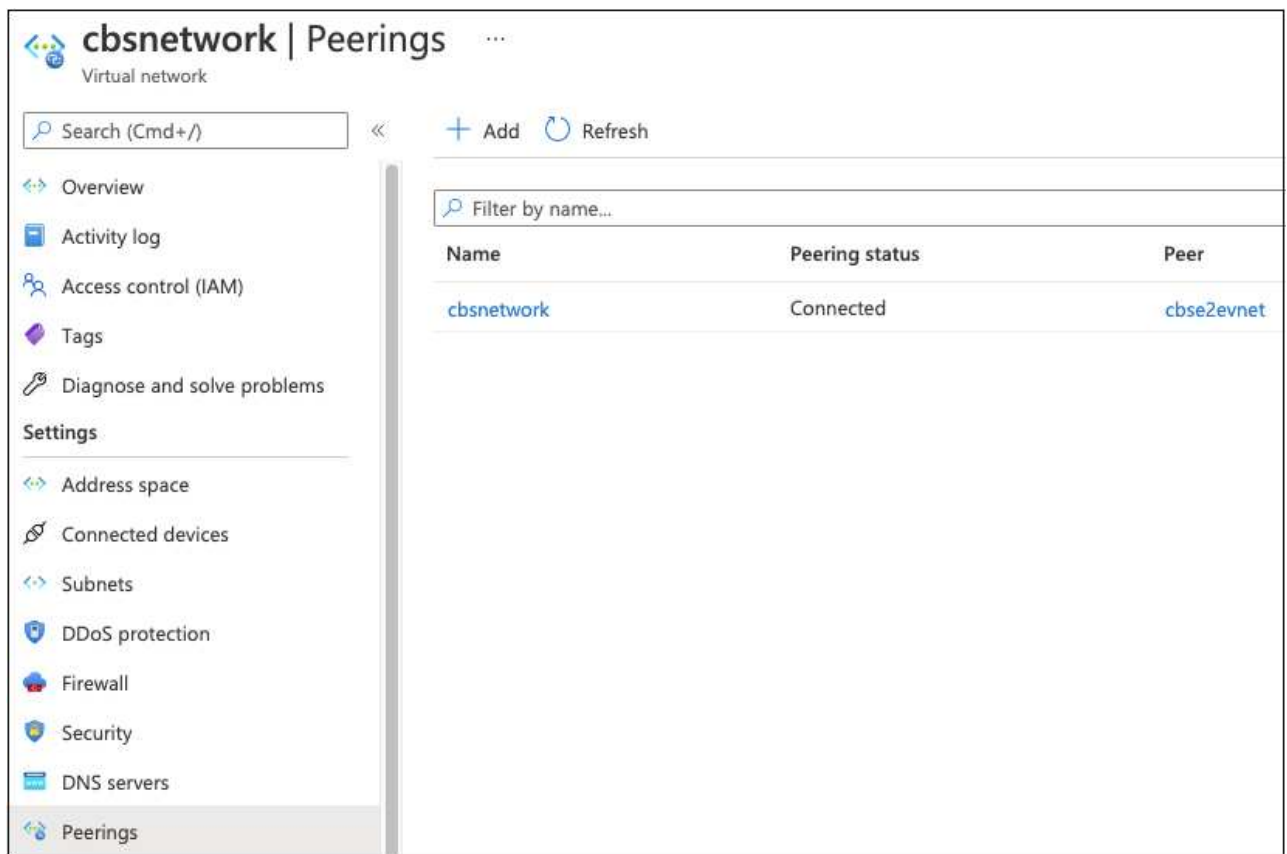 cbsnetwork | Peerings ...
Virtual network
Search (Cmd+/)
«
Overview
Activity log
Access control (IAM)
Tags
Diagnose and solve problems
Settings
Address space
Connected devices
Subnets
DDoS protection
Firewall
Security
DNS servers
Peerings
Add Refresh
Filter by name...
Name Peering status Peer
cbsnetwork Connected cbse2evnet